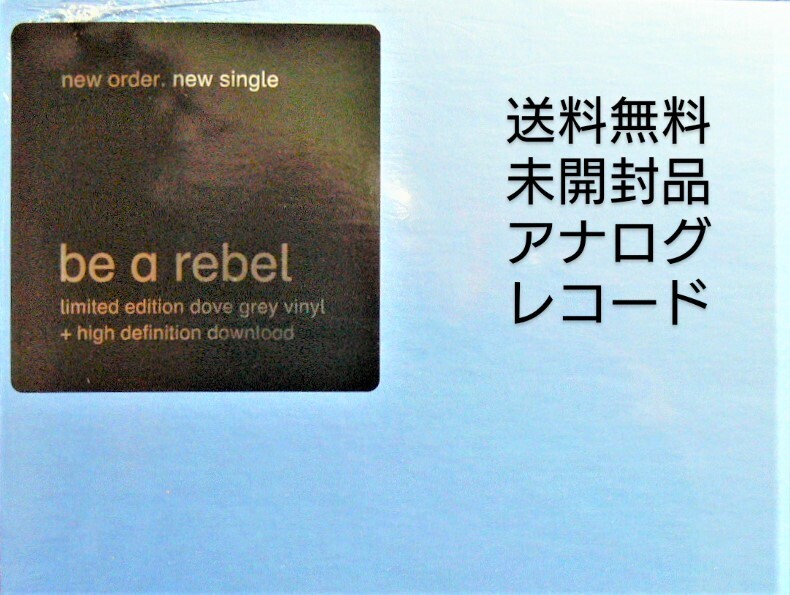 new order. new single
be a rebel
limited edition dove grey vinyl
+ high definition download
送料無料
未開封品
アナログ
レコード